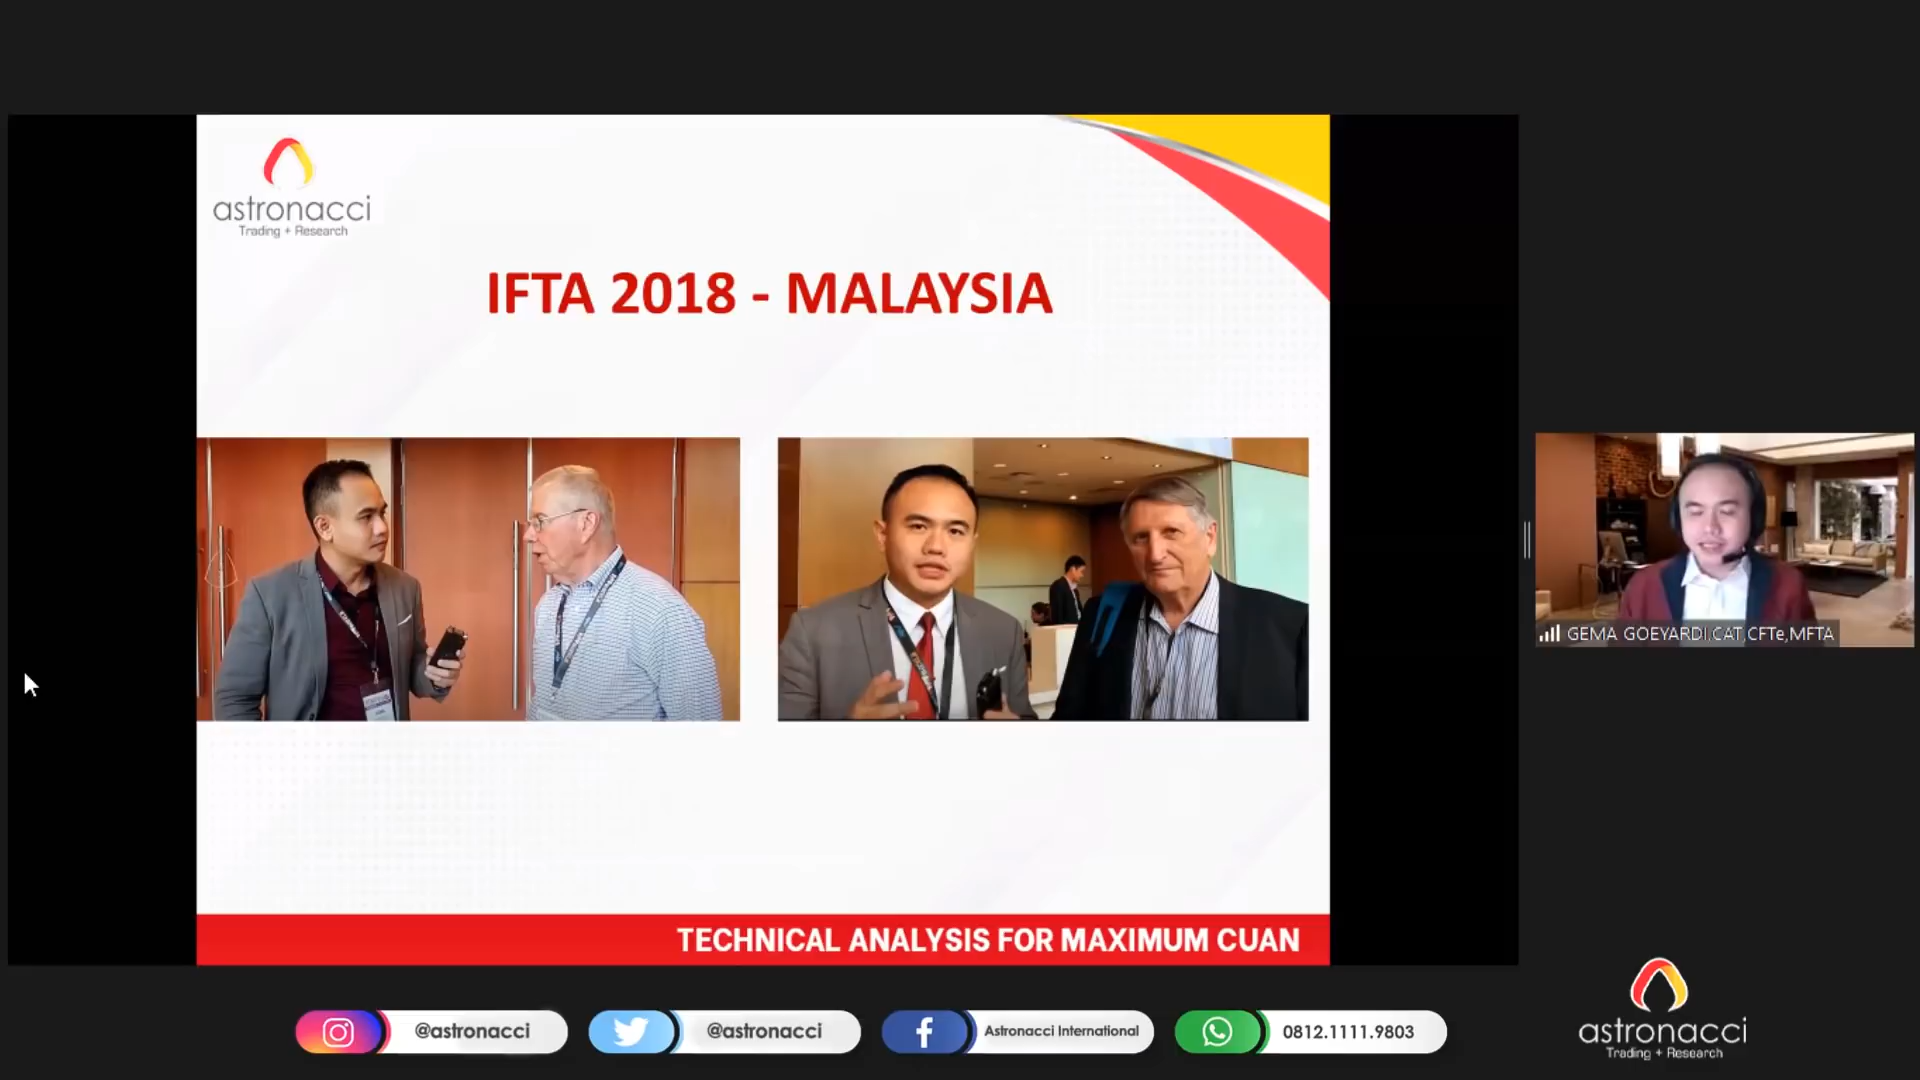 astronacci
Trading + Research
IFTA 2018 - MALAYSIA
GEMA GOEYARDI.CAT,CFTe,MFTA
TECHNICAL ANALYSIS FOR MAXIMUM CUAN
@astronacci
@astronacci
Astronacci International
0812.1111.9803
astronacci
Trading + Research